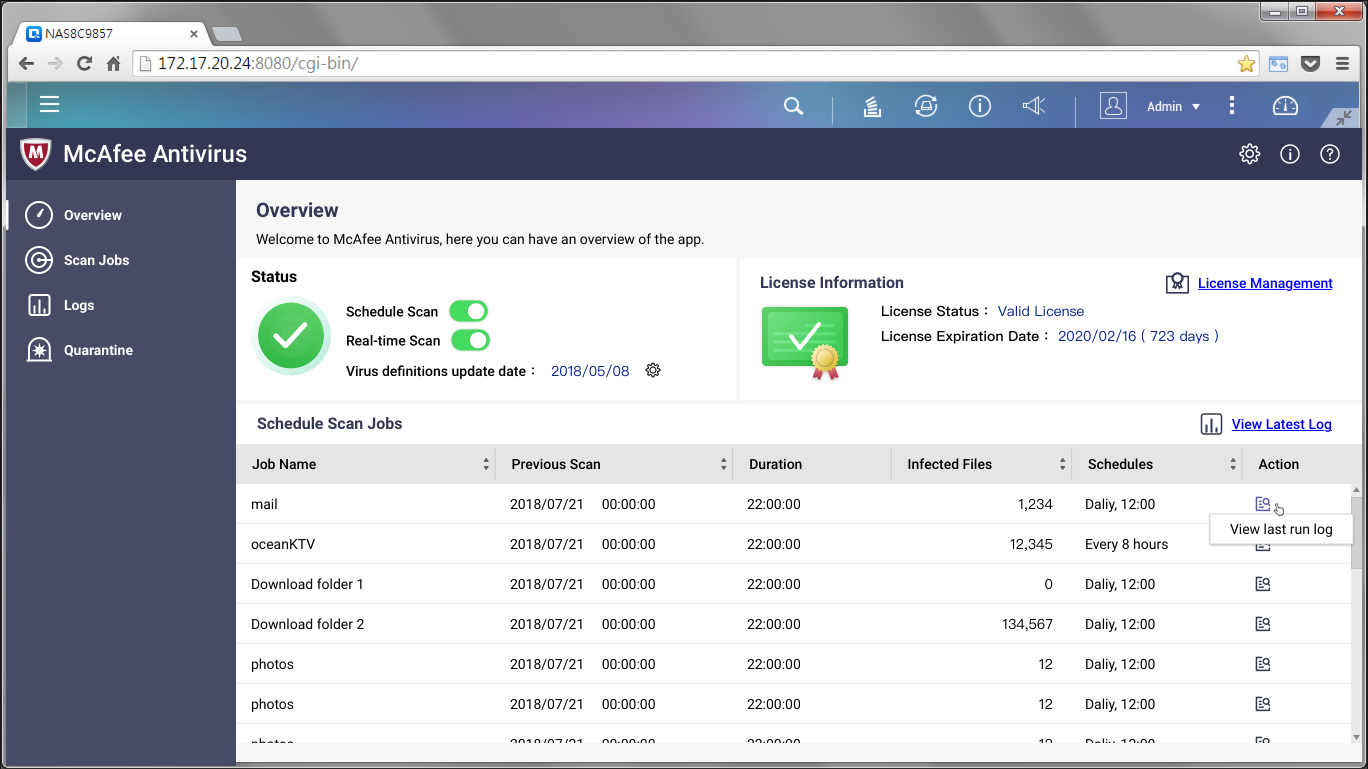 NAS8C9857
172.17.20.24:8080/cgi-bin/
Admin
McAfee Antivirus
Overview
Scan Jobs
Logs
Quarantine
Overview
Welcome to McAfee Antivirus, here you can have an overview of the app.
Status
Schedule Scan
Real-time Scan
Virus definitions update date : 2018/05/08
License Information
License Management
License Status : Valid License
License Expiration Date : 2020/02/16 ( 723 days )
Schedule Scan Jobs
View Latest Log
Job Name Previous Scan Duration Infected Files Schedules Action
mail 2018/07/21 00:00:00 22:00:00 1,234 Daliy, 12:00
View last run log
oceanKTV 2018/07/21 00:00:00 22:00:00 12,345 Every 8 hours
Download folder 1 2018/07/21 00:00:00 22:00:00 0 Daliy, 12:00
Download folder 2 2018/07/21 00:00:00 22:00:00 134,567 Daliy, 12:00
photos 2018/07/21 00:00:00 22:00:00 12 Daliy, 12:00
photos 2018/07/21 00:00:00 22:00:00 12 Daliy, 12:00